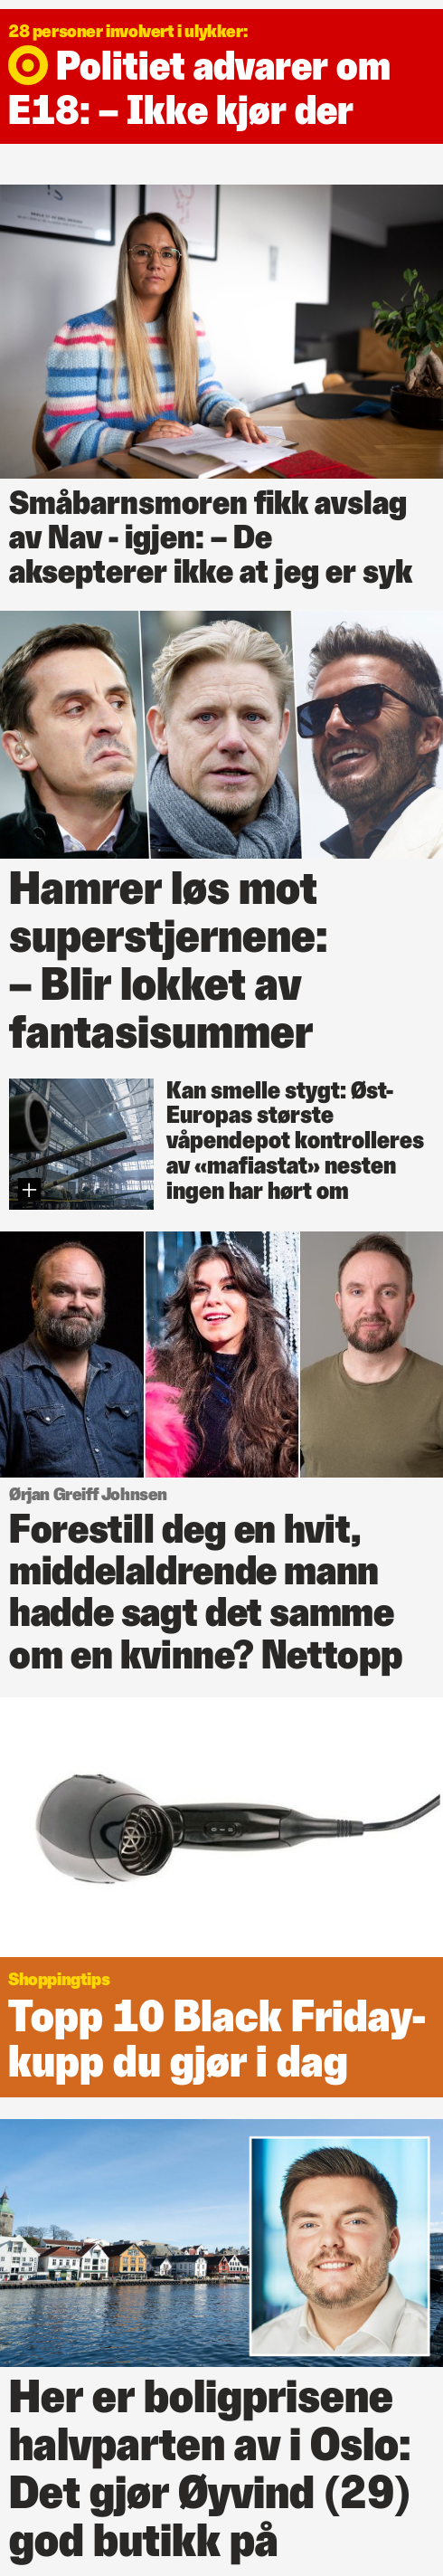 28 personer involvert i ulykker:
Politiet advarer om
E18: – Ikke kjør der
Småbarnsmoren fikk avslag
av Nav - igjen: – De
aksepterer ikke at jeg er syk
Hamrer løs mot
superstjernene:
– Blir lokket av
fantasisummer
Kan smelle stygt: Øst-
Europas største
våpendepot kontrolleres
av «mafiastat» nesten
ingen har hørt om
Ørjan Greiff Johnsen
Forestill deg en hvit,
middelaldrende mann
hadde sagt det samme
om en kvinne? Nettopp
Shoppingtips
Topp 10 Black Friday-
kupp du gjør i dag
Her er boligprisene
halvparten av i Oslo:
Det gjør Øyvind (29)
god butikk på